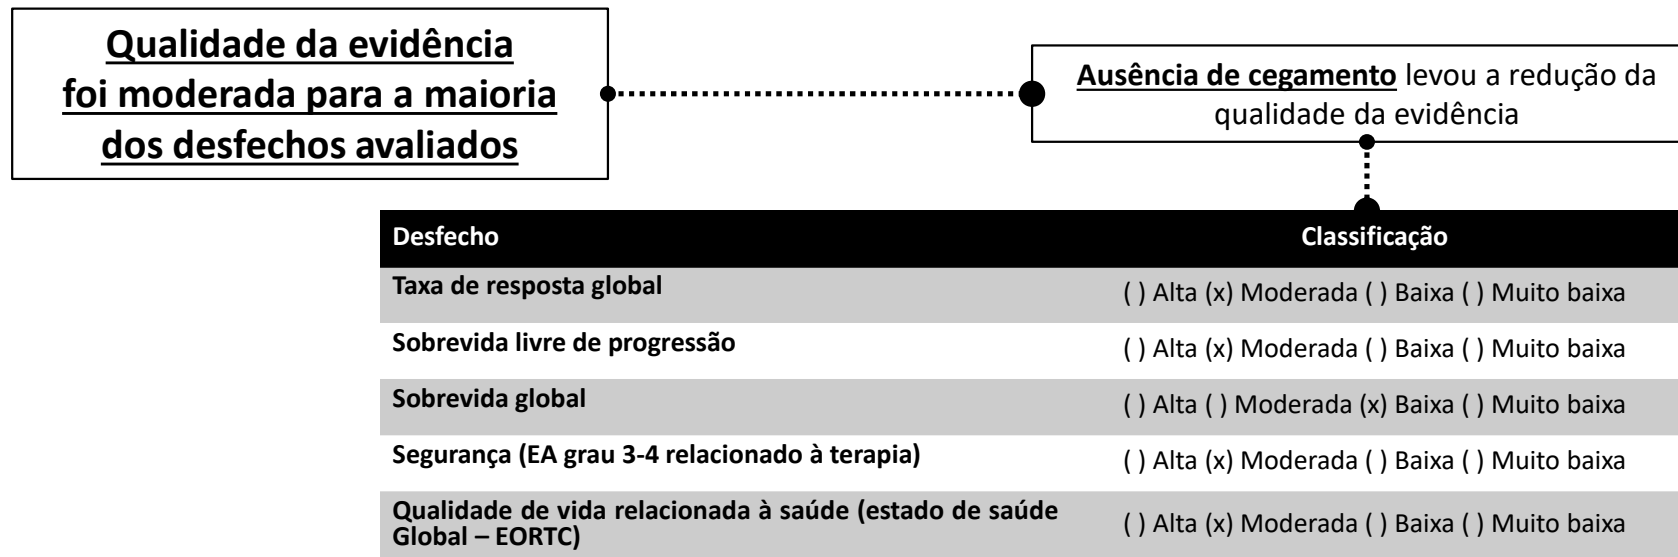 Qualidade da evidência
foi moderada para a maioria
dos desfechos avaliados
Ausência de cegamento levou a redução da
qualidade da evidência
Desfecho Classificação
Taxa de resposta global ( ) Alta (x) Moderada ( ) Baixa ( ) Muito baixa
Sobrevida livre de progressão ( ) Alta (x) Moderada ( ) Baixa ( ) Muito baixa
Sobrevida global ( ) Alta ( ) Moderada (x) Baixa ( ) Muito baixa
Segurança (EA grau 3-4 relacionado à terapia) ( ) Alta (x) Moderada ( ) Baixa ( ) Muito baixa
Qualidade de vida relacionada à saúde (estado de saúde
Global – EORTC) ( ) Alta (x) Moderada ( ) Baixa ( ) Muito baixa